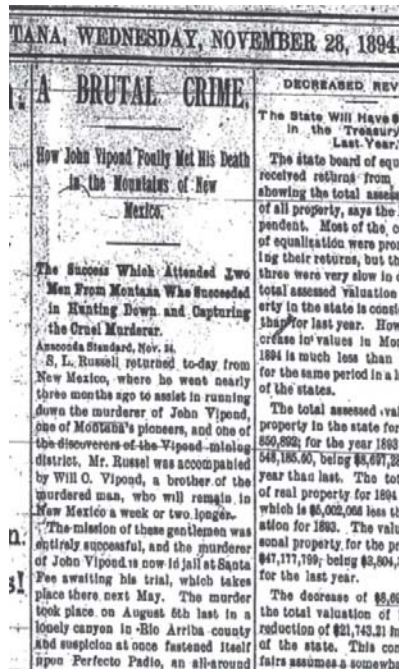 TANA, WEDNESDAY, NOVEMBER 28, 1894.
A BRUTAL CRIME.
How John Vipond Foully Met His Death
in the Mountains of New
Mexico.
The Success Which Attended Two
Men From Montana Who Succeeded
in Hunting Down and Capturing
the Cruel Murderer.
Anaconda Standard, Nov. 24.
S. L. Russell returned to-day from
New Mexico, where he went nearly
three months ago to assist in running
down the murderer of John Vipond,
one of Montana's pioneers, and one of
the discoverers of the Vipond mining
district. Mr. Russel was accompanied
by Will O. Vipond, a brother of the
murdered man, who will remain in
New Mexico a week or two longer.
The mission of these gentlemen was
entirely successful, and the murderer
of John Vipond is now in jail at Santa
Fee awaiting his trial, which takes
place there next May. The murder
took place on August 6th last in a
lonely canyon in Rio Arriba county
and suspicion at once fastened itself
upon Perfecto Padio, an all-around
DECREASED REV
The State Will Have
in the Treasury
Last Year.
The state board of equ
received returns from
showing the total asses
of all property, says the
pendent. Most of the c
of equalization were pro
ing their returns, but th
three were very slow in
total assessed valuation
erty in the state is consi
than for last year. How
crease in values in Mon
1894 is much less than
for the same period in a l
of the states.
The total assessed val
property in the state for
850,892; for the year 1893
548,185.60, being
year than last. The tot
of real property for 1894
which is $5,002,066 less th
ation for 1893. The valu
sonal property for the pr
$47,177,799; being $3,804,
for the last year.
The decrease of
the total valuation of
reduction of $21,743.21 in
of the state. This con
fairs assumes a somewh